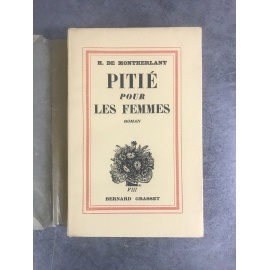 H. DE MONTHERLANT
PITIÉ
POUR
LES FEMMES
ROMAN
VIII
BERNARD GRASSET